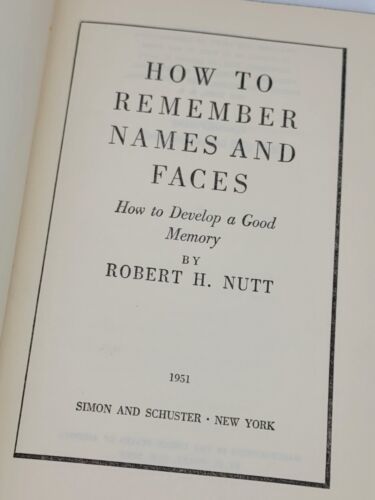 HOW TO
REMEMBER
NAMES AND
FACES
How to Develop a Good
Memory
BY
ROBERT H. NUTT
1951
SIMON AND SCHUSTER · NEW YORK